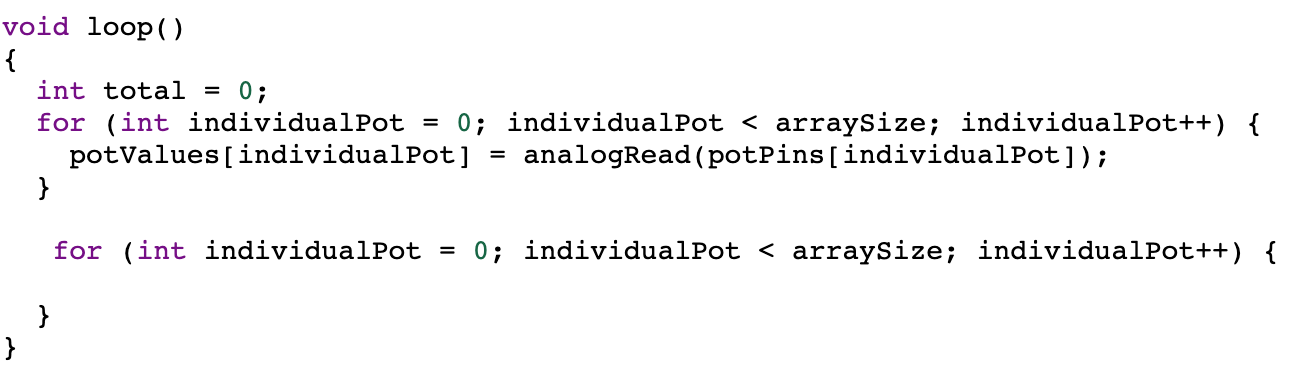 void loop()
{
  int total = 0;
  for (int individualPot = 0; individualPot < arraySize; individualPot++) {
    potValues[individualPot] = analogRead(potPins[individualPot]);
  }

   for (int individualPot = 0; individualPot < arraySize; individualPot++) {

  }
}